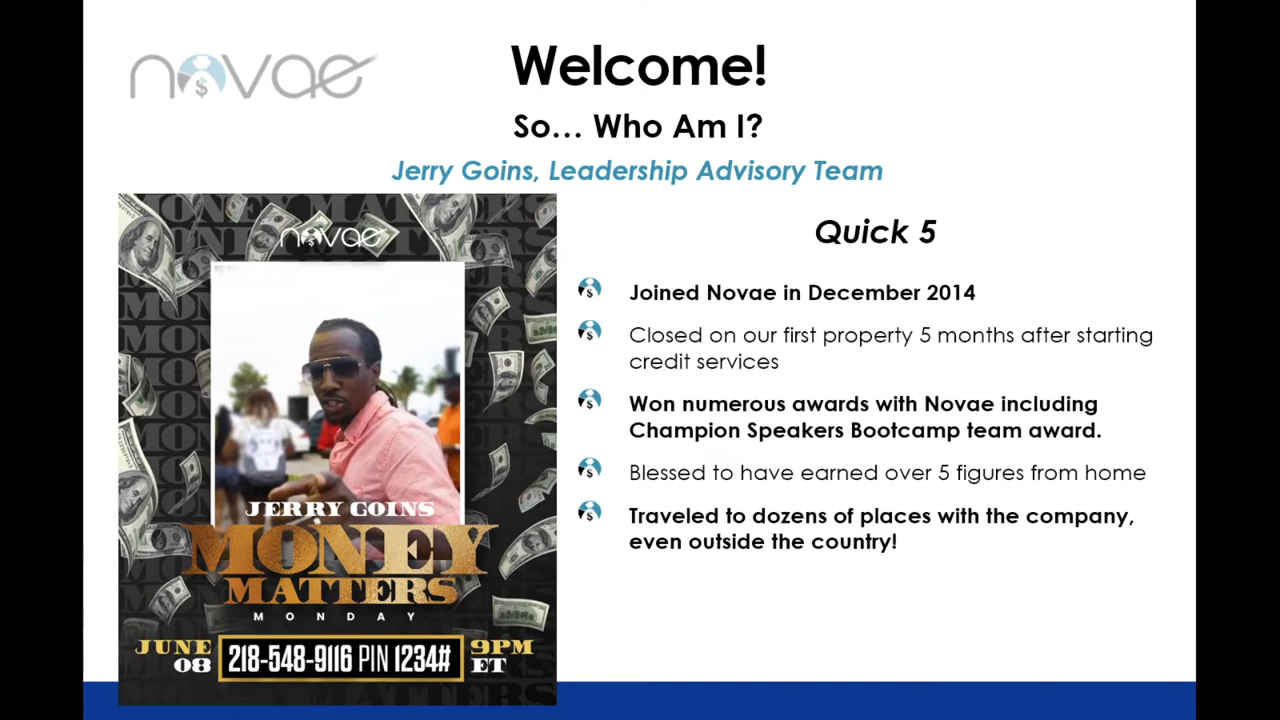 novae
Welcome!
So... Who Am I?
Jerry Goins, Leadership Advisory Team
novae
JERRY GOINS
MONEY
MATTERS
MONDAY
JUNE
08
218-548-9116 PIN 1234#
9PM
ET
Quick 5
Joined Novae in December 2014
Closed on our first property 5 months after starting
credit services
Won numerous awards with Novae including
Champion Speakers Bootcamp team award.
Blessed to have earned over 5 figures from home
Traveled to dozens of places with the company,
even outside the country!